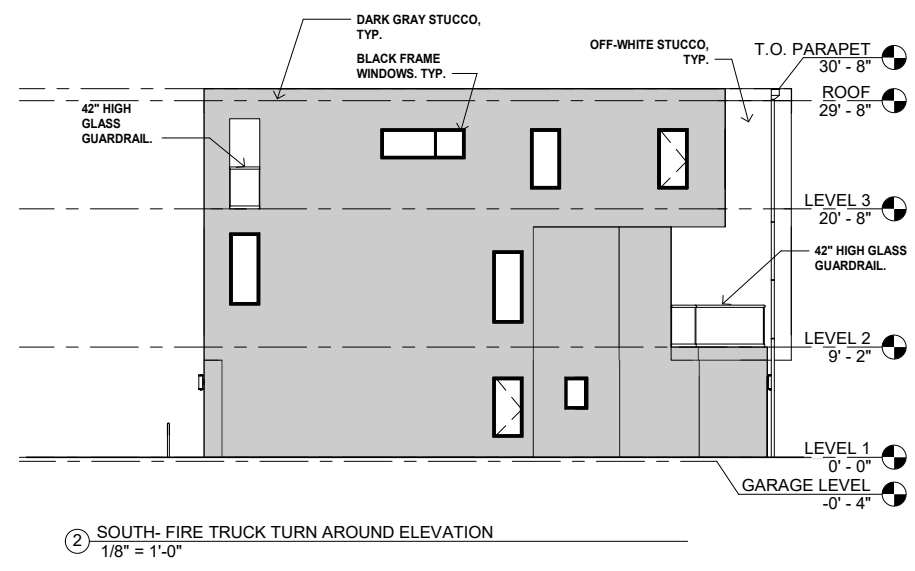 DARK GRAY STUCCO,
TYP.
BLACK FRAME
WINDOWS. TYP.
OFF-WHITE STUCCO,
TYP.
T.O. PARAPET
30' - 8"
ROOF
29' - 8"
42" HIGH
GLASS
GUARDRAIL.
LEVEL 3
20' - 8"
42" HIGH GLASS
GUARDRAIL.
LEVEL 2
9' - 2"
LEVEL 1
0' - 0"
GARAGE LEVEL
-0' - 4"
2 SOUTH- FIRE TRUCK TURN AROUND ELEVATION
1/8" = 1'-0"